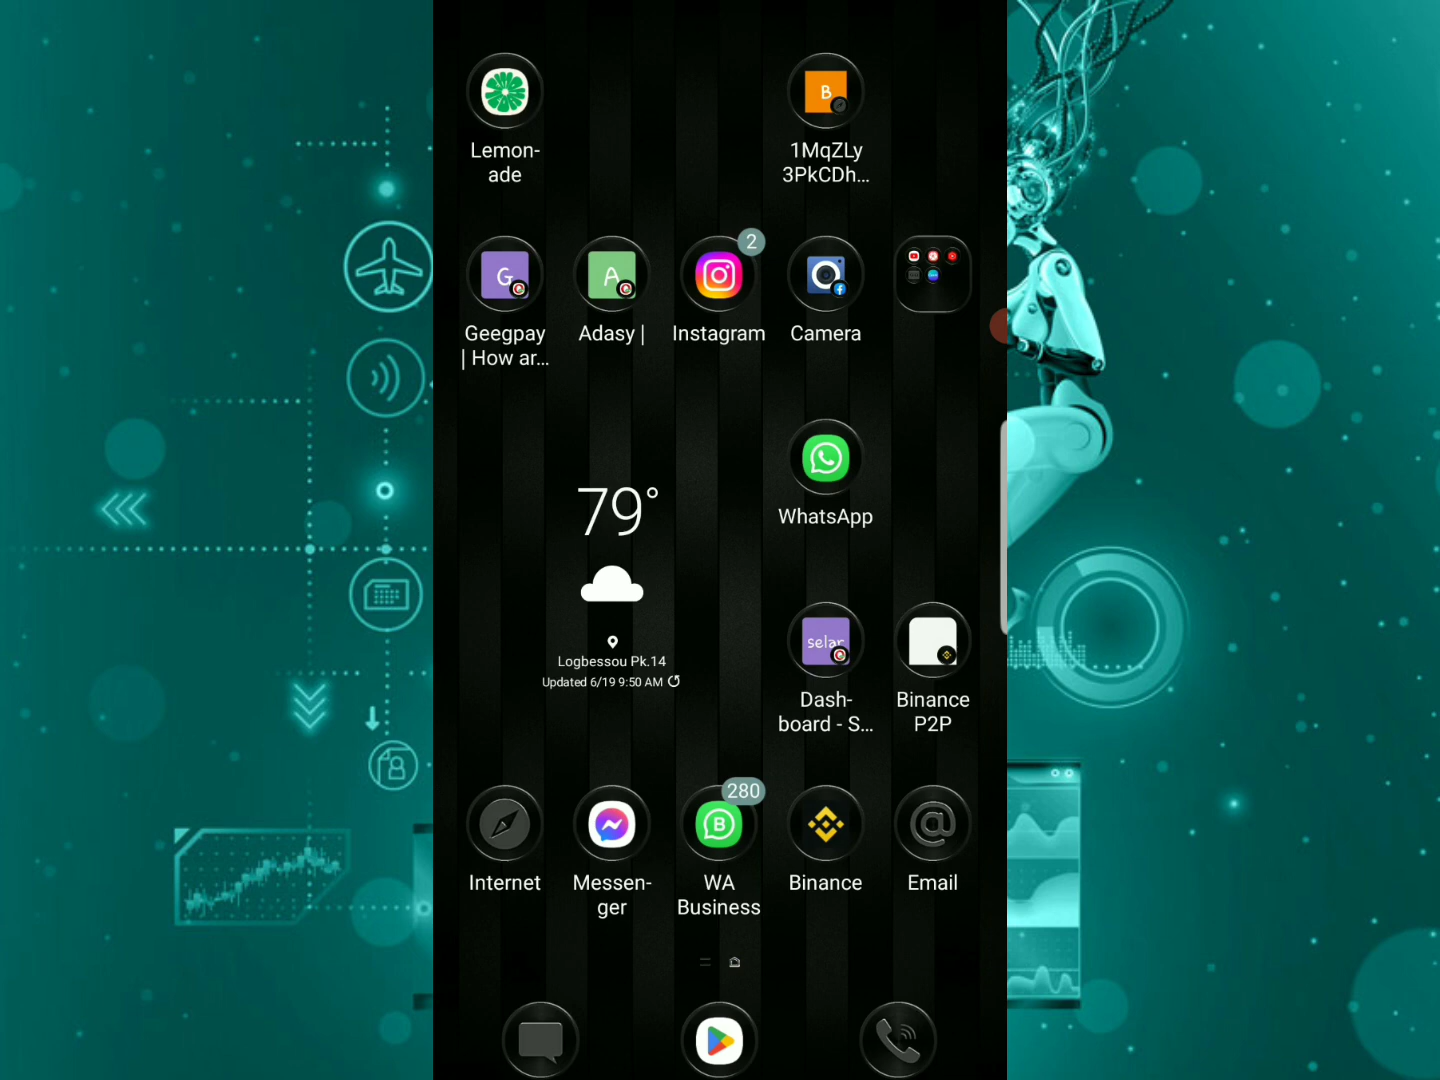 B
Lemon-
ade
1MqZLy
3PkCDh...
G
A
2
Geegpay
| How ar...
Adasy |
Instagram
Camera
WhatsApp
79°
Logbessou Pk.14
Updated 6/19 9:50 AM
selar
Dash-
board - S...
Binance
P2P
280
B
@
Internet
Messen-
ger
WA
Business
Binance
Email